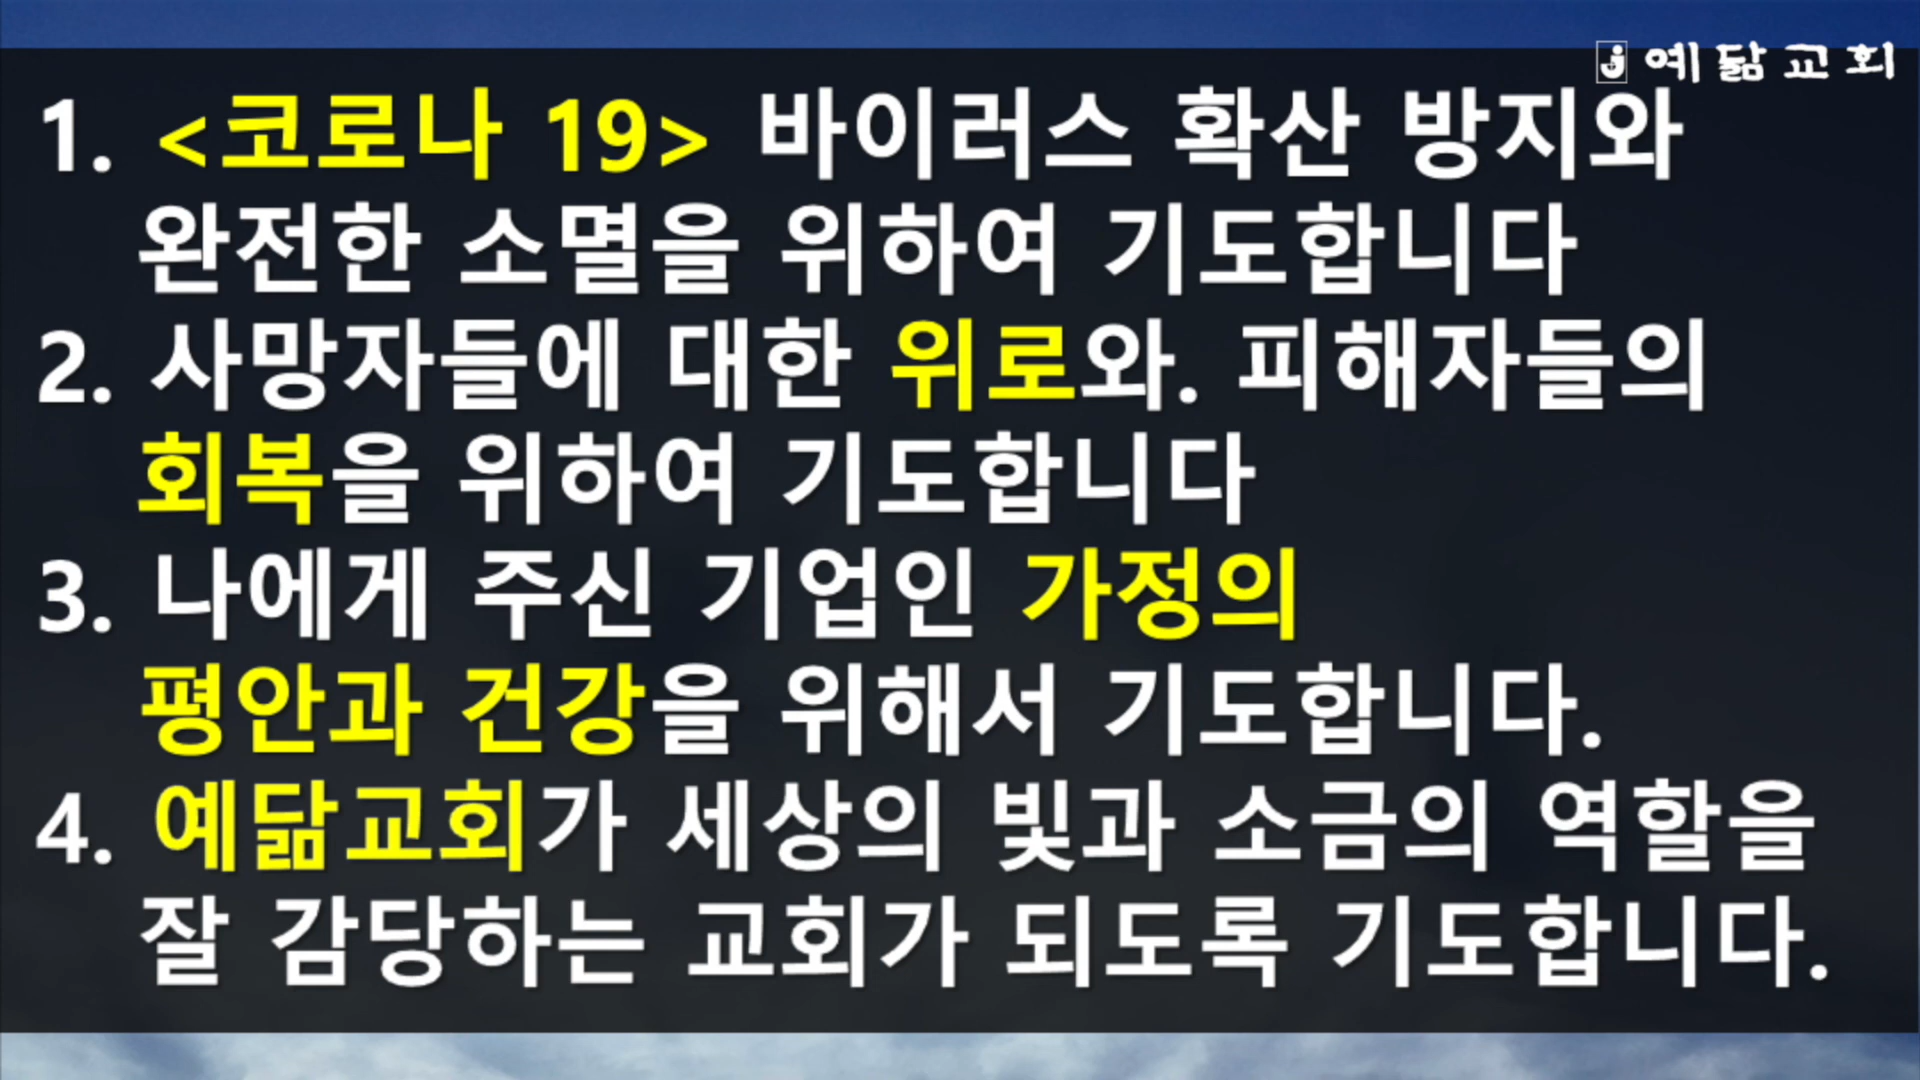 예닮교회
1. <코로나 19> 바이러스 확산 방지와
완전한 소멸을 위하여 기도합니다
2. 사망자들에 대한 위로와. 피해자들의
회복을 위하여 기도합니다
3. 나에게 주신 기업인 가정의
평안과 건강을 위해서 기도합니다.
4. 예닮교회가 세상의 빛과 소금의 역할을
잘 감당하는 교회가 되도록 기도합니다.